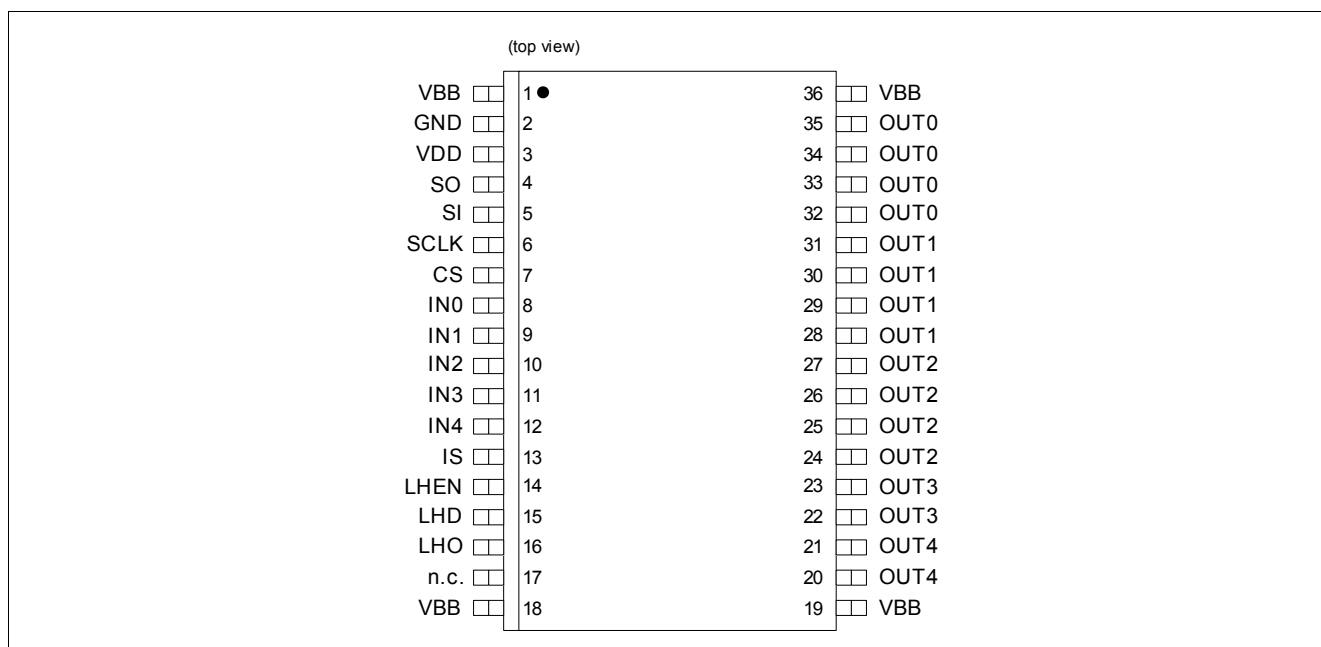 (top view)
VBB 1 36 VBB
GND 2 35 OUT0
VDD 3 34 OUT0
SO 4 33 OUT0
SI 5 32 OUT0
SCLK 6 31 OUT1
CS 7 30 OUT1
IN0 8 29 OUT1
IN1 9 28 OUT1
IN2 10 27 OUT2
IN3 11 26 OUT2
IN4 12 25 OUT2
IS 13 24 OUT2
LHEN 14 23 OUT3
LHD 15 22 OUT3
LHO 16 21 OUT4
n.c. 17 20 OUT4
VBB 18 19 VBB